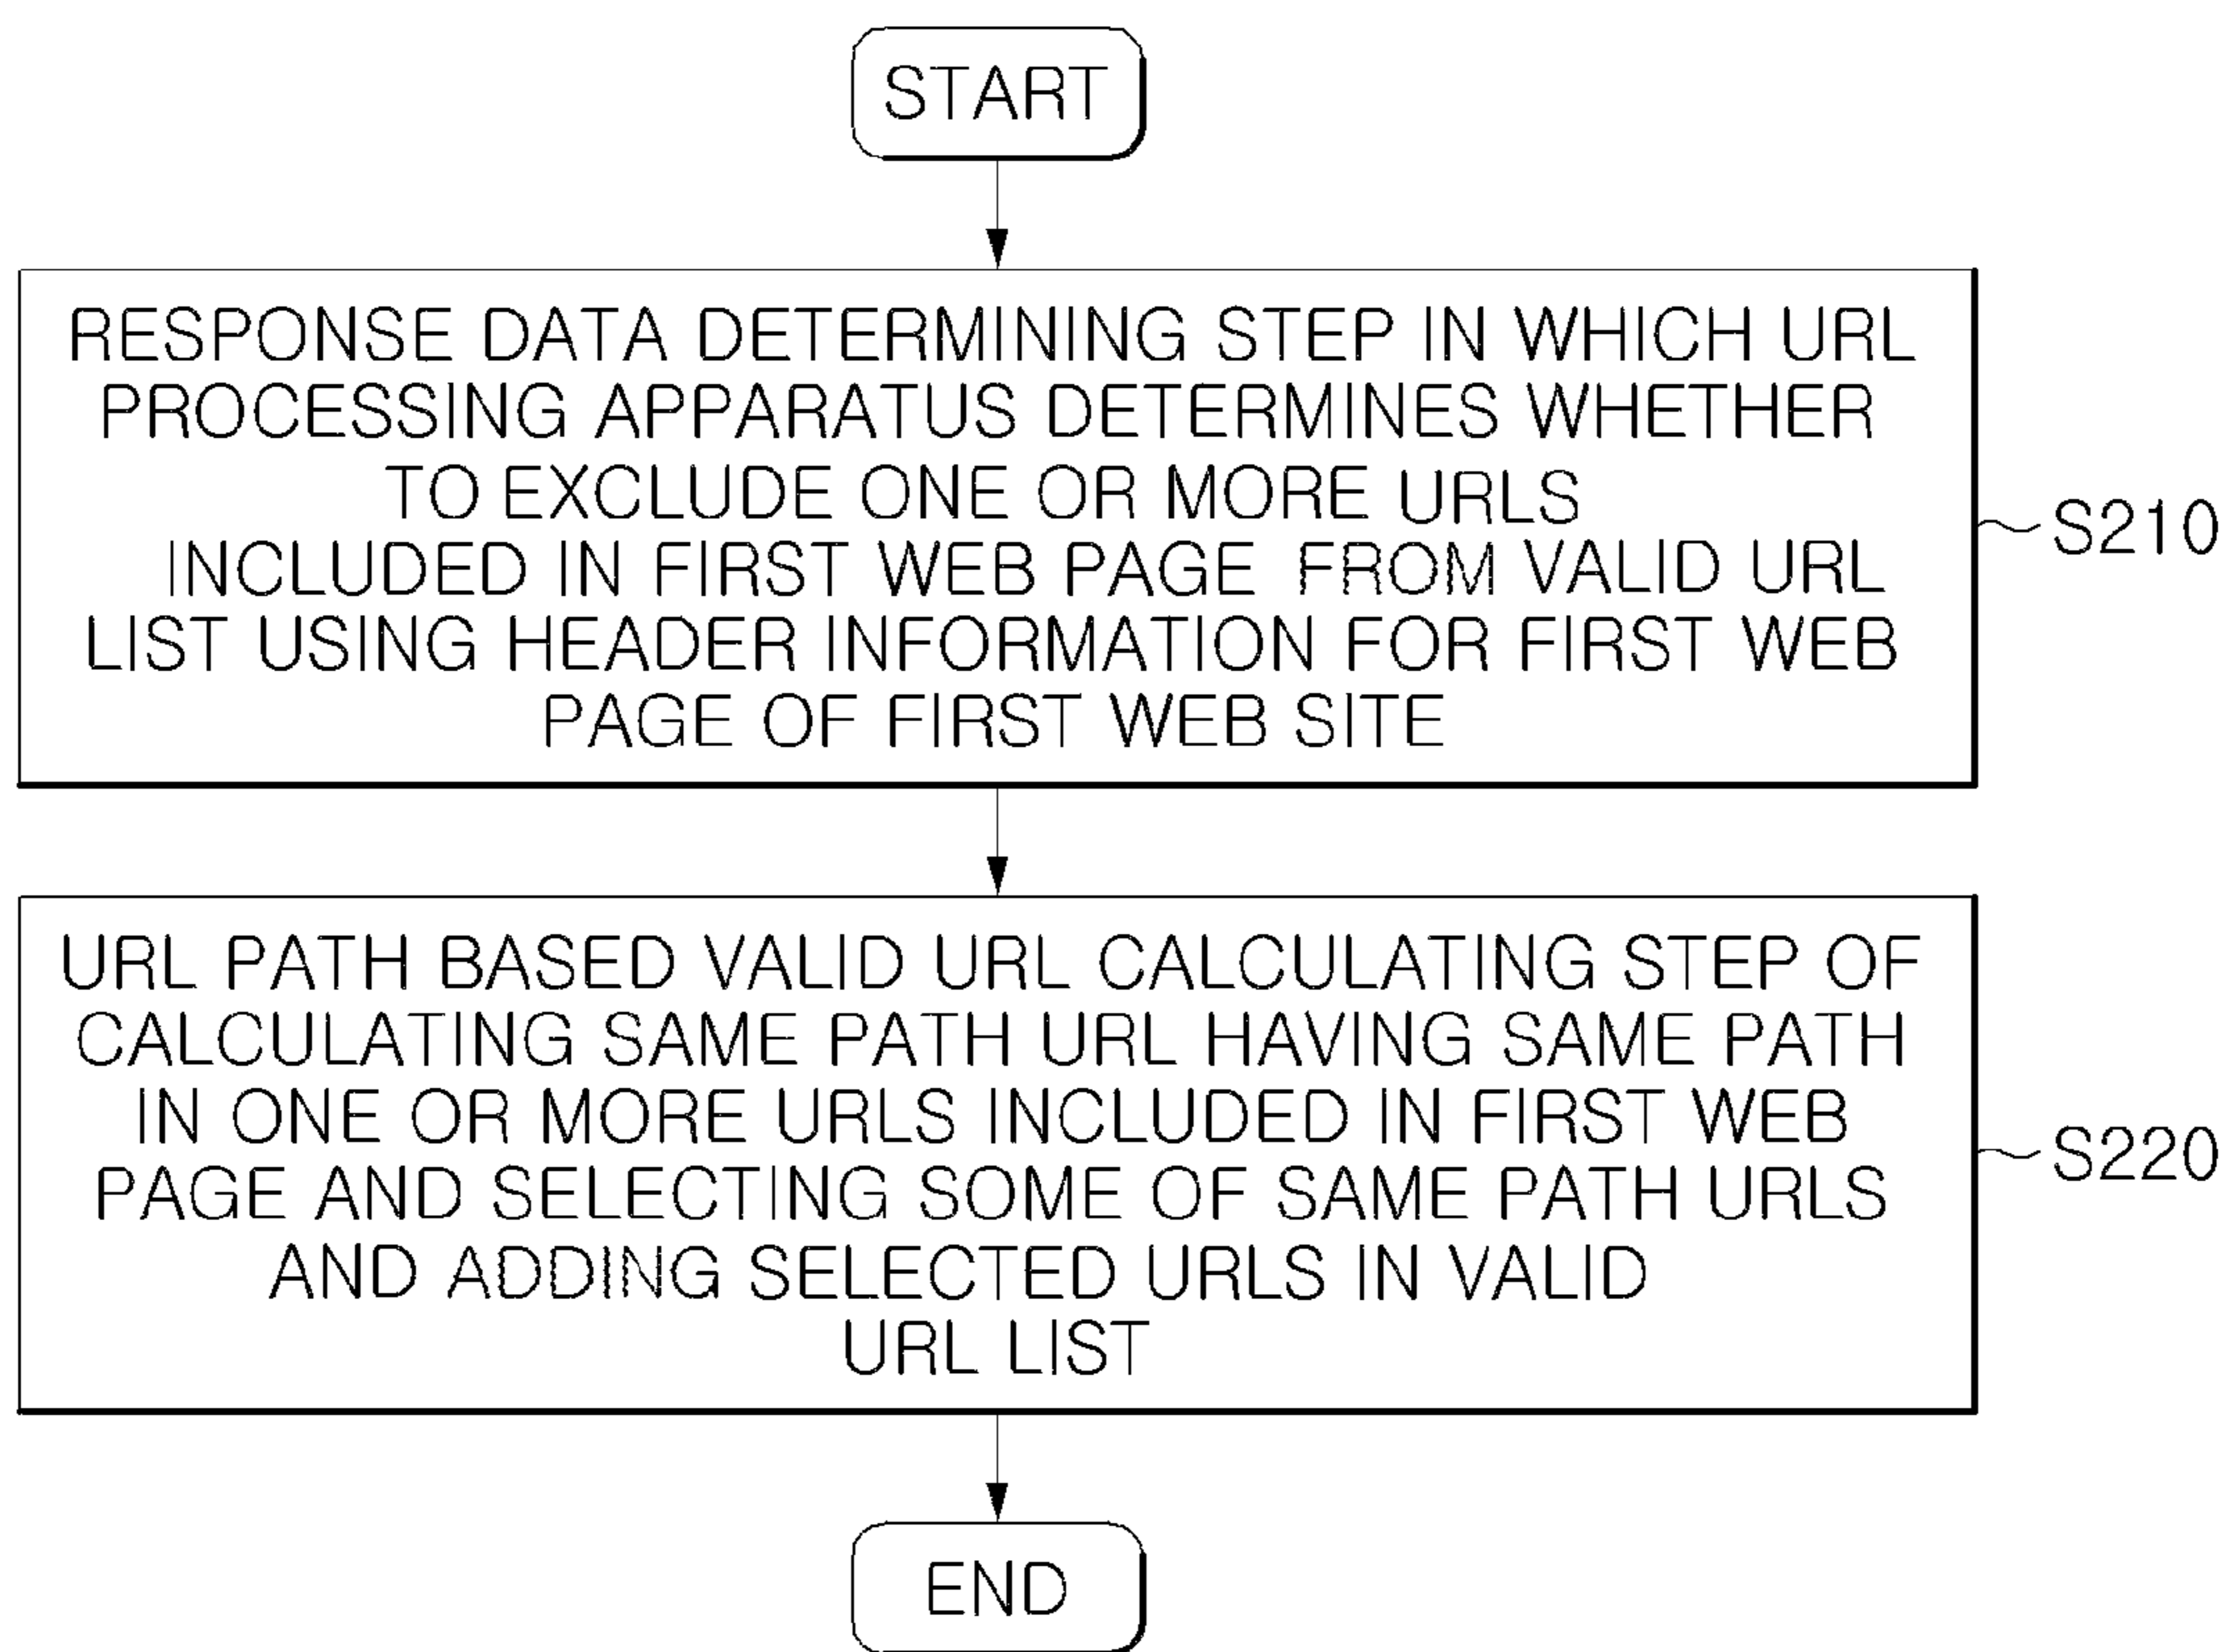 START
RESPONSE DATA DETERMINING STEP IN WHICH URL
PROCESSING APPARATUS DETERMINES WHETHER
TO EXCLUDE ONE OR MORE URLS
INCLUDED IN FIRST WEB PAGE FROM VALID URL
LIST USING HEADER INFORMATION FOR FIRST WEB
PAGE OF FIRST WEB SITE
S210
URL PATH BASED VALID URL CALCULATING STEP OF
CALCULATING SAME PATH URL HAVING SAME PATH
IN ONE OR MORE URLS INCLUDED IN FIRST WEB
PAGE AND SELECTING SOME OF SAME PATH URLS
AND ADDING SELECTED URLS IN VALID
URL LIST
S220
END